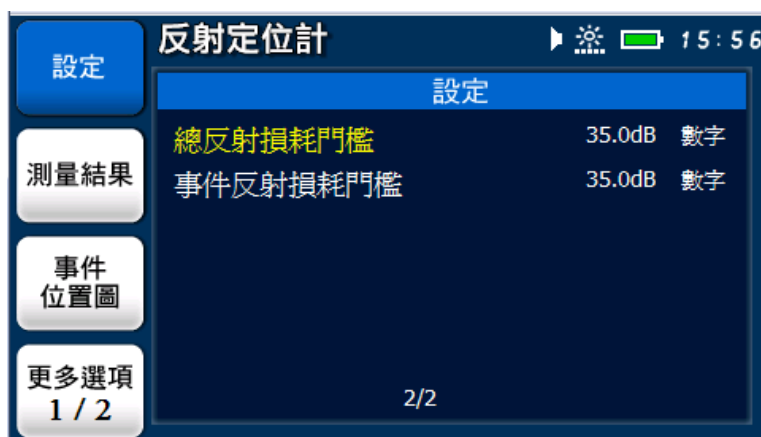 設定
反射定位計
15:56
設定
總反射損耗門檻 35.0dB 數字
事件反射損耗門檻 35.0dB 數字
測量結果
事件
位置圖
更多選項
1 / 2
2/2